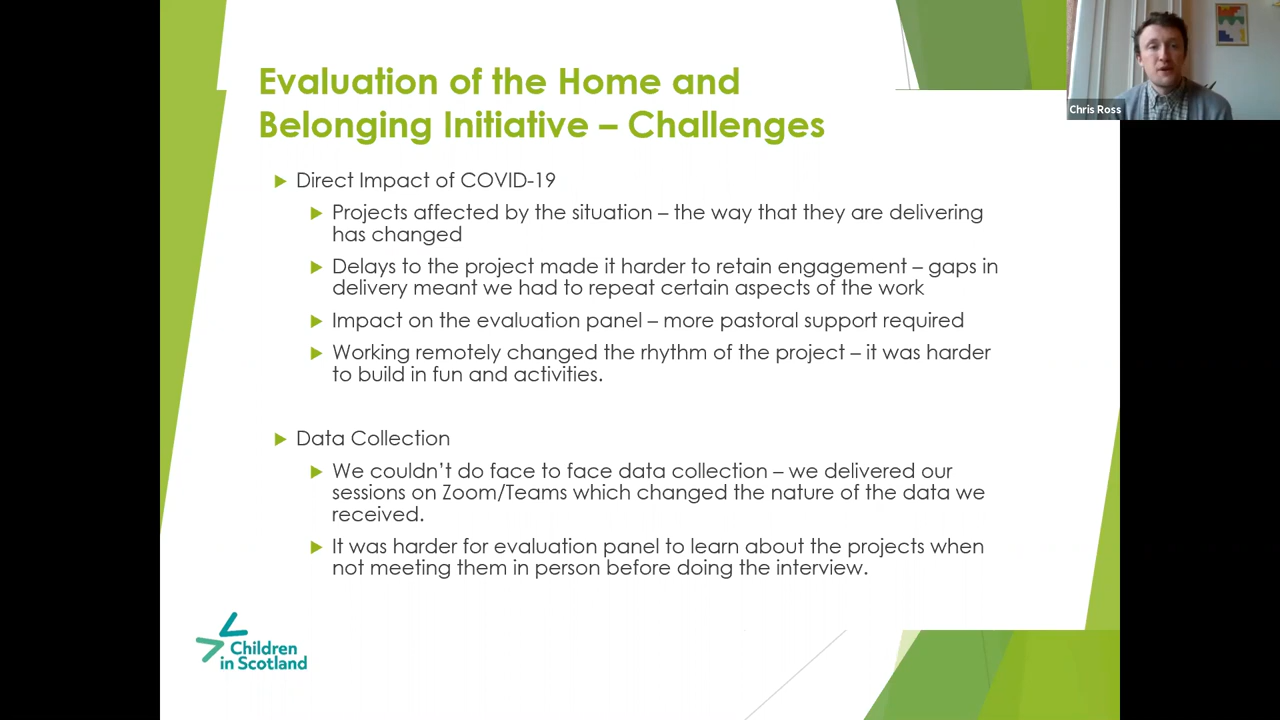 Evaluation of the Home and
Belonging Initiative – Challenges
Direct Impact of COVID-19
Projects affected by the situation – the way that they are delivering
has changed
Delays to the project made it harder to retain engagement – gaps in
delivery meant we had to repeat certain aspects of the work
Impact on the evaluation panel – more pastoral support required
Working remotely changed the rhythm of the project – it was harder
to build in fun and activities.
Data Collection
We couldn't do face to face data collection – we delivered our
sessions on Zoom/Teams which changed the nature of the data we
received.
It was harder for evaluation panel to learn about the projects when
not meeting them in person before doing the interview.
Children
in Scotland
Chris Ross